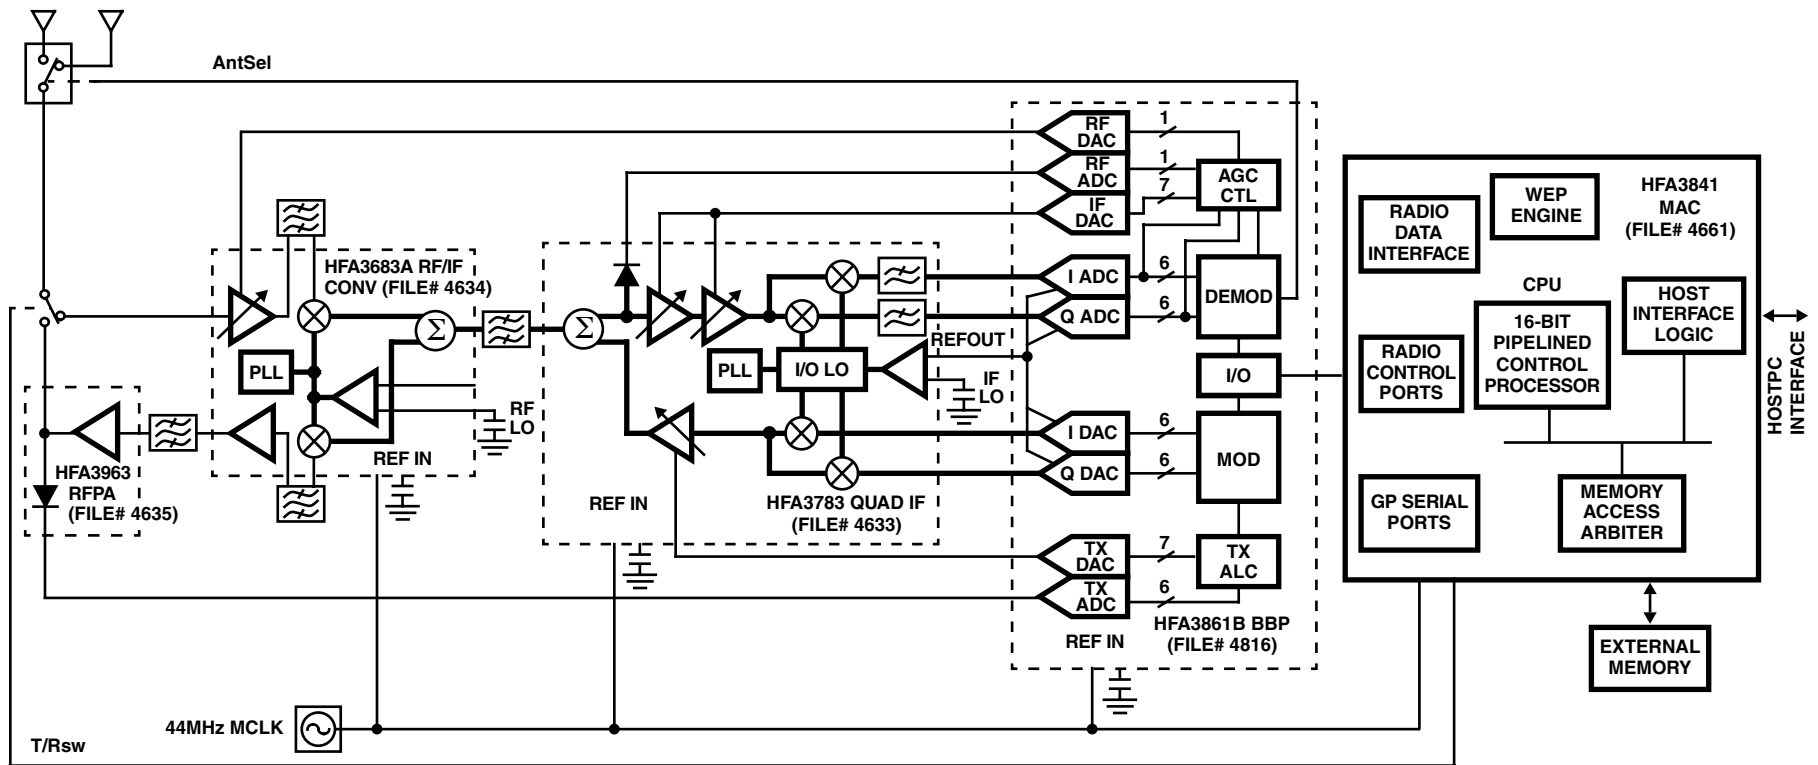 AntSel
RF
DAC
1
RF
ADC
1
IF
DAC
7
AGC
CTL
HFA3683A RF/IF
CONV (FILE# 4634)
Σ
PLL
RF
LO
REF IN
HFA3963
RFPA
(FILE# 4635)
Σ
PLL
I/O LO
REFOUT
IF
LO
REF IN
HFA3783 QUAD IF
(FILE# 4633)
I ADC
6
Q ADC
6
DEMOD
I/O
I DAC
6
Q DAC
6
MOD
TX
DAC
7
TX
ADC
6
TX
ALC
REF IN
HFA3861B BBP
(FILE# 4816)
RADIO
DATA
INTERFACE
WEP
ENGINE
HFA3841
MAC
(FILE# 4661)
CPU
16-BIT
PIPELINED
CONTROL
PROCESSOR
HOST
INTERFACE
LOGIC
RADIO
CONTROL
PORTS
GP SERIAL
PORTS
MEMORY
ACCESS
ARBITER
HOSTPC
INTERFACE
EXTERNAL
MEMORY
44MHz MCLK
T/Rsw